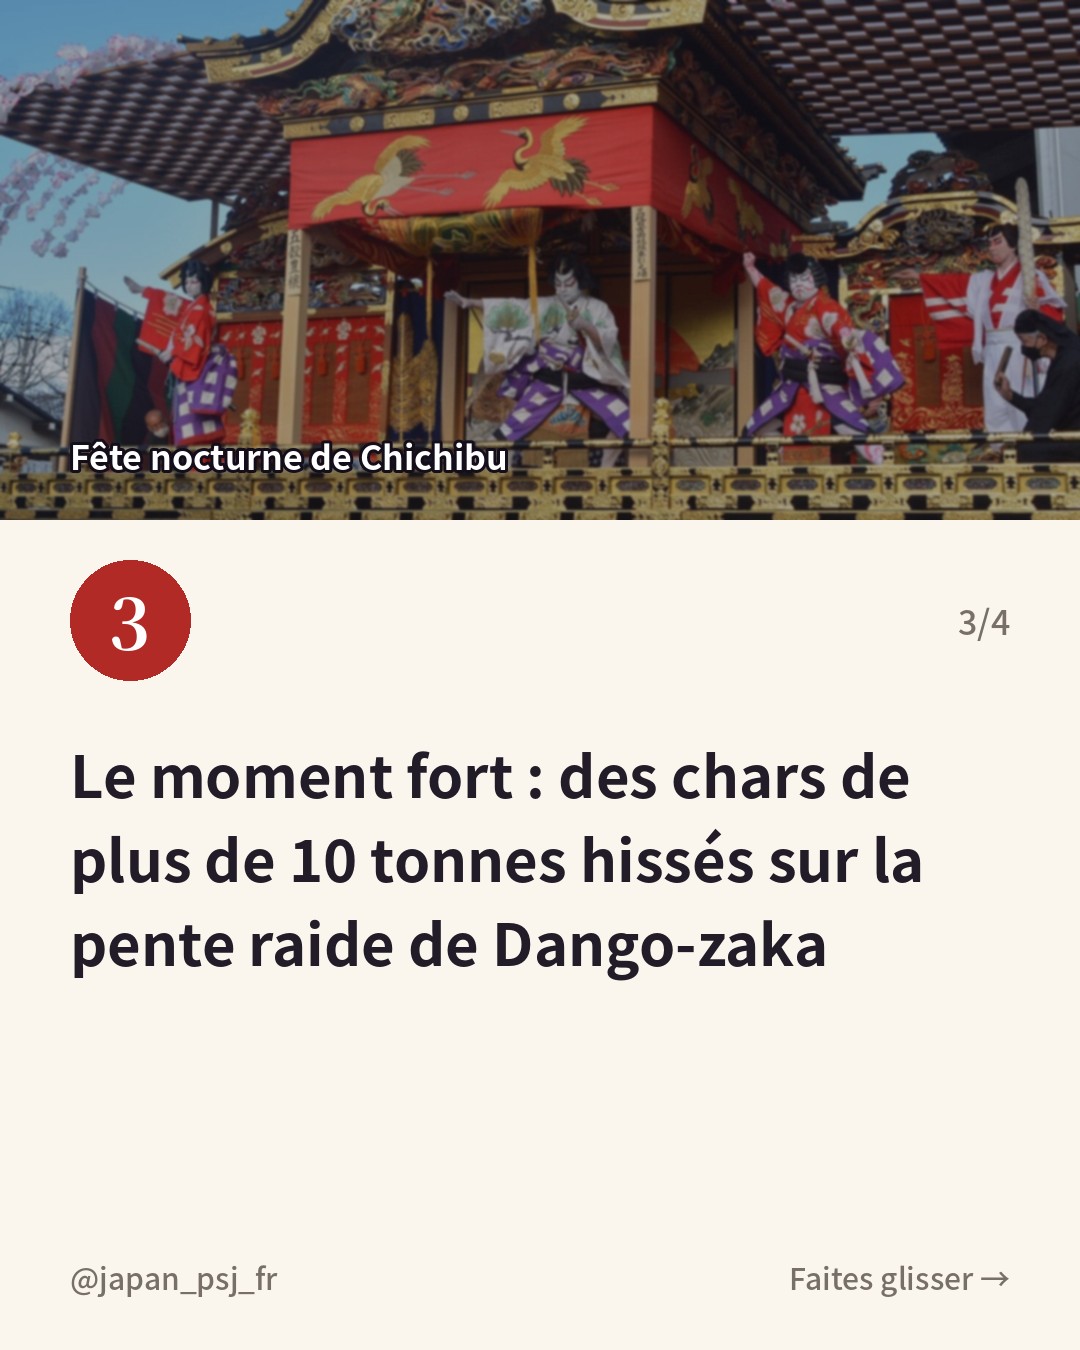 Fête nocturne de Chichibu
3
3/4
Le moment fort : des chars de
plus de 10 tonnes hissés sur la
pente raide de Dango-zaka
@japan_psj_fr
Faites glisser →